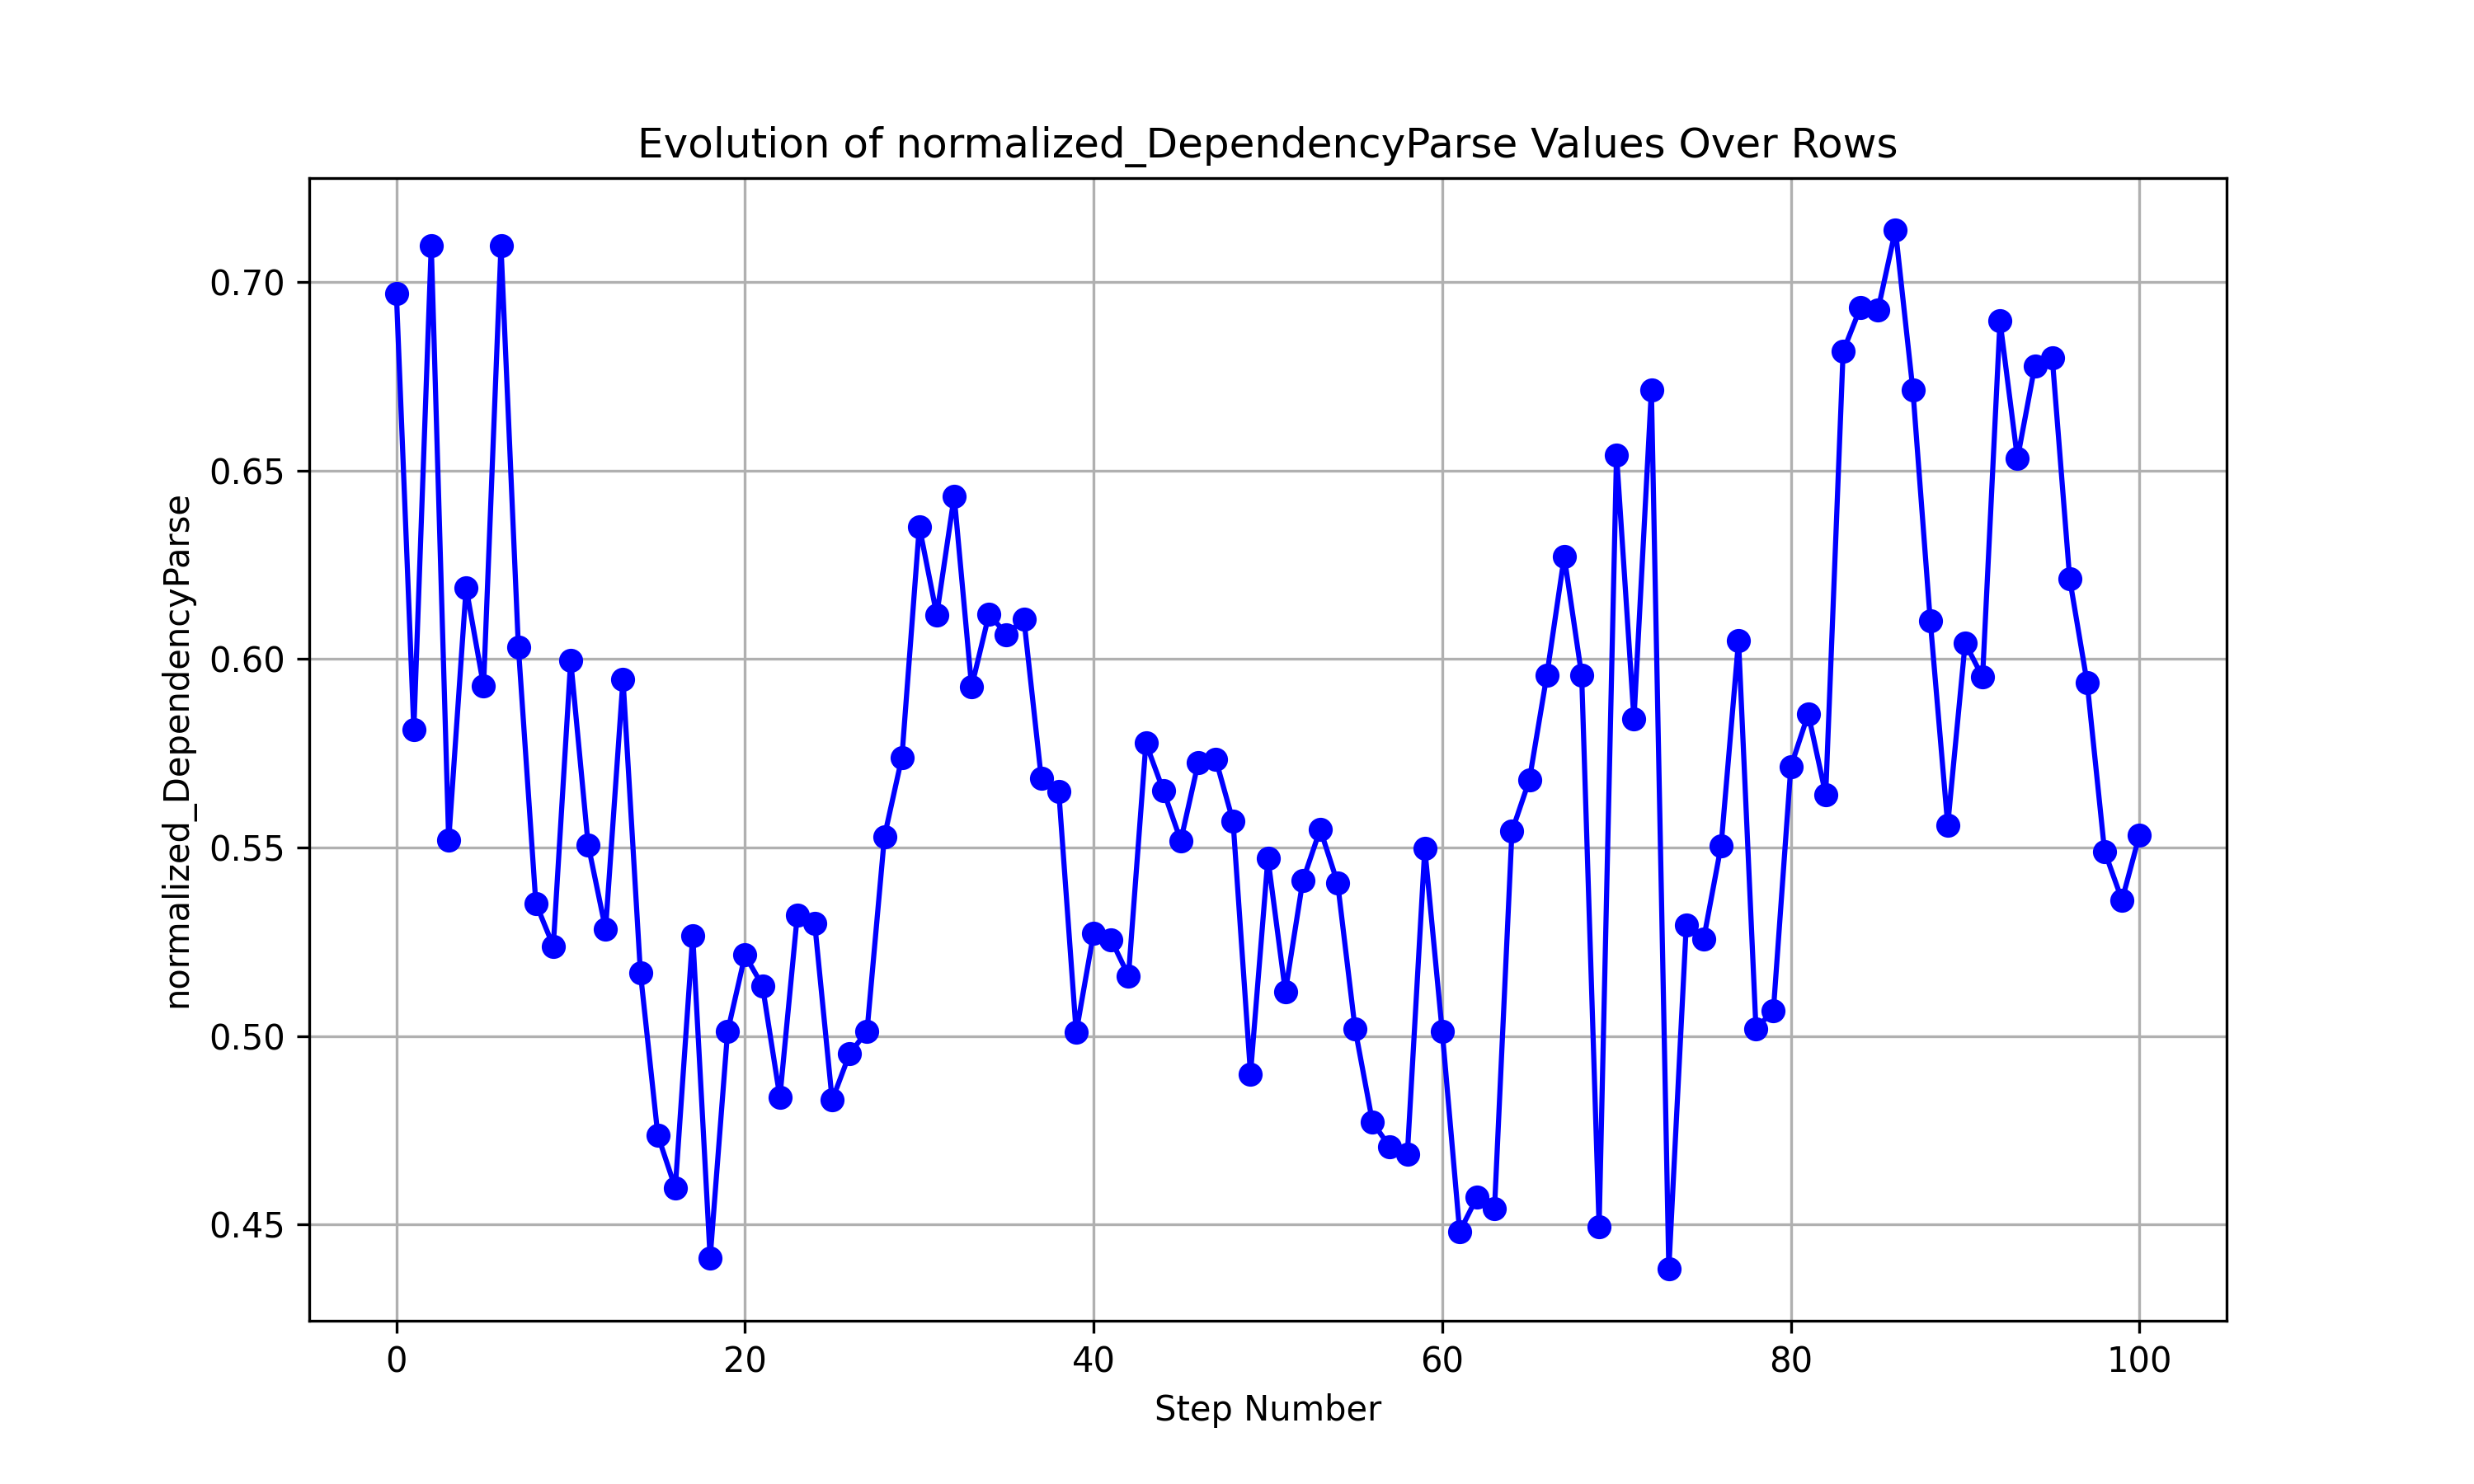 Evolution of normalized_DependencyParse Values Over Rows
normalized_DependencyParse
0.70
0.65
0.60
0.55
0.50
0.45
0 20 40 60 80 100
Step Number